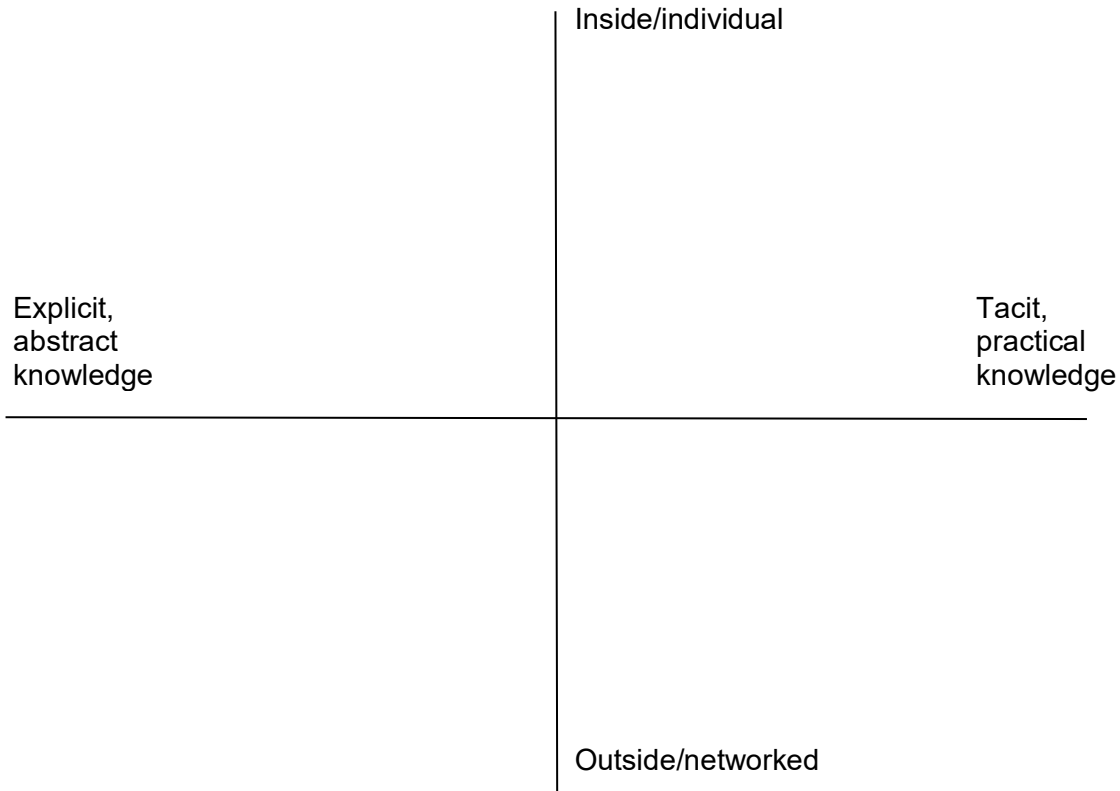 Inside/individual
Explicit,
abstract
knowledge
Tacit,
practical
knowledge
Outside/networked